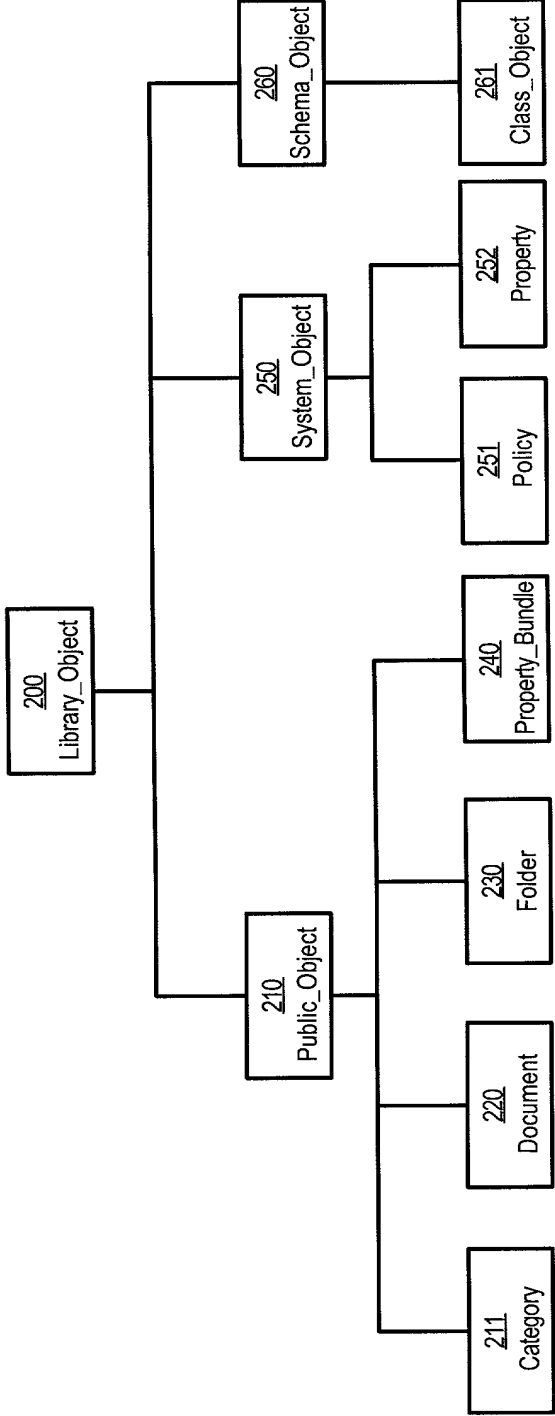 200
Library_Object
210
Public_Object
250
System_Object
260
Schema_Object
211
Category
220
Document
230
Folder
240
Property_Bundle
251
Policy
252
Property
261
Class_Object